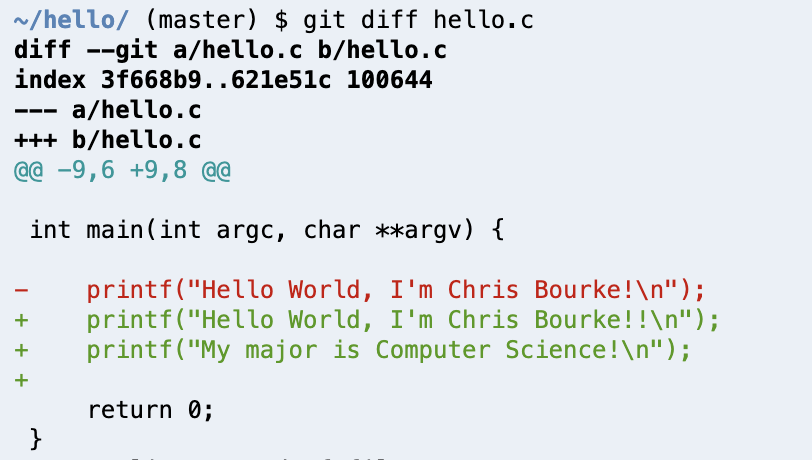 ~/hello/ (master) $ git diff hello.c
diff --git a/hello.c b/hello.c
index 3f668b9..621e51c 100644
--- a/hello.c
+++ b/hello.c
@@ -9,6 +9,8 @@
int main(int argc, char **argv) {
-    printf("Hello World, I'm Chris Bourke!\n");
+    printf("Hello World, I'm Chris Bourke!!\n");
+    printf("My major is Computer Science!\n");
+
     return 0;
 }